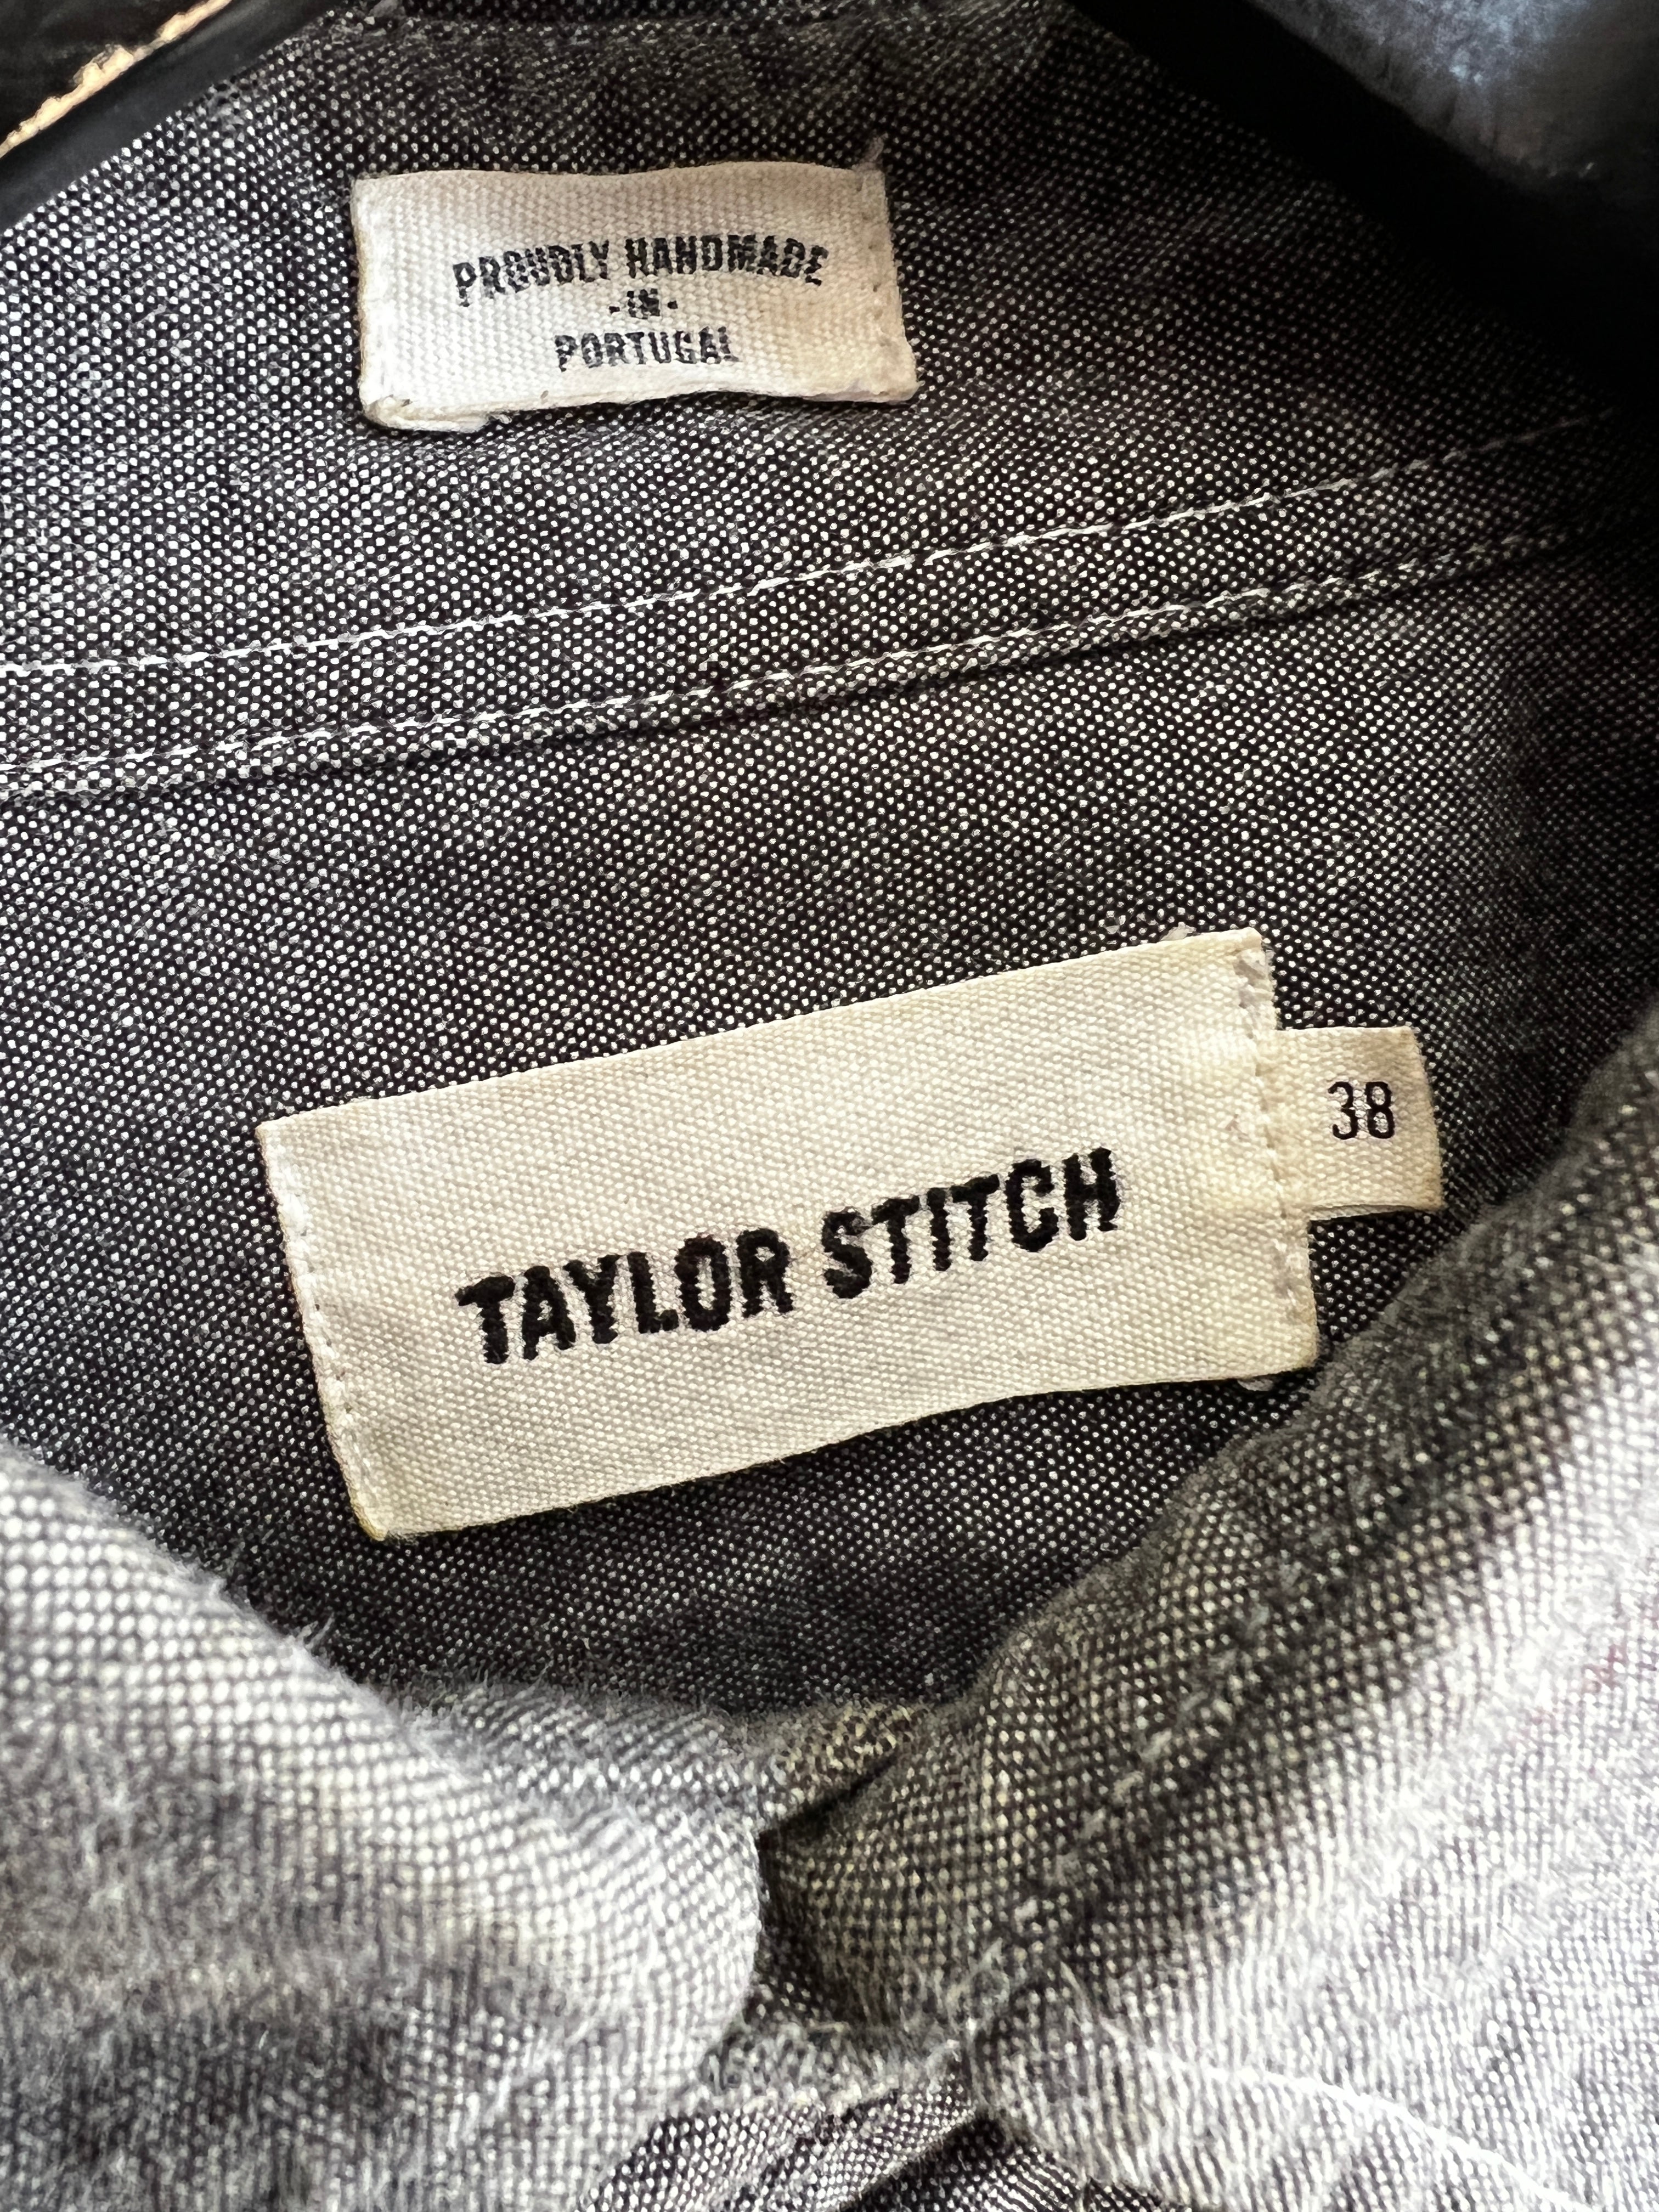 PROUDLY HANDMADE
-IN-
PORTUGAL
TAYLOR STITCH
38